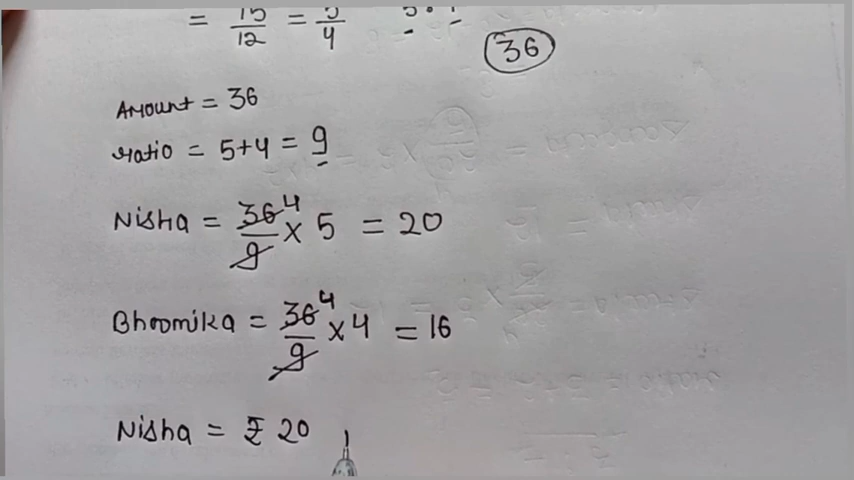 = 15/12 = 5/4
36
Amount = 36
ratio = 5+4 = 9
Nisha = 36/9 4 × 5 = 20
Bhoomika = 36/9 4 × 4 = 16
Nisha = ₹ 20